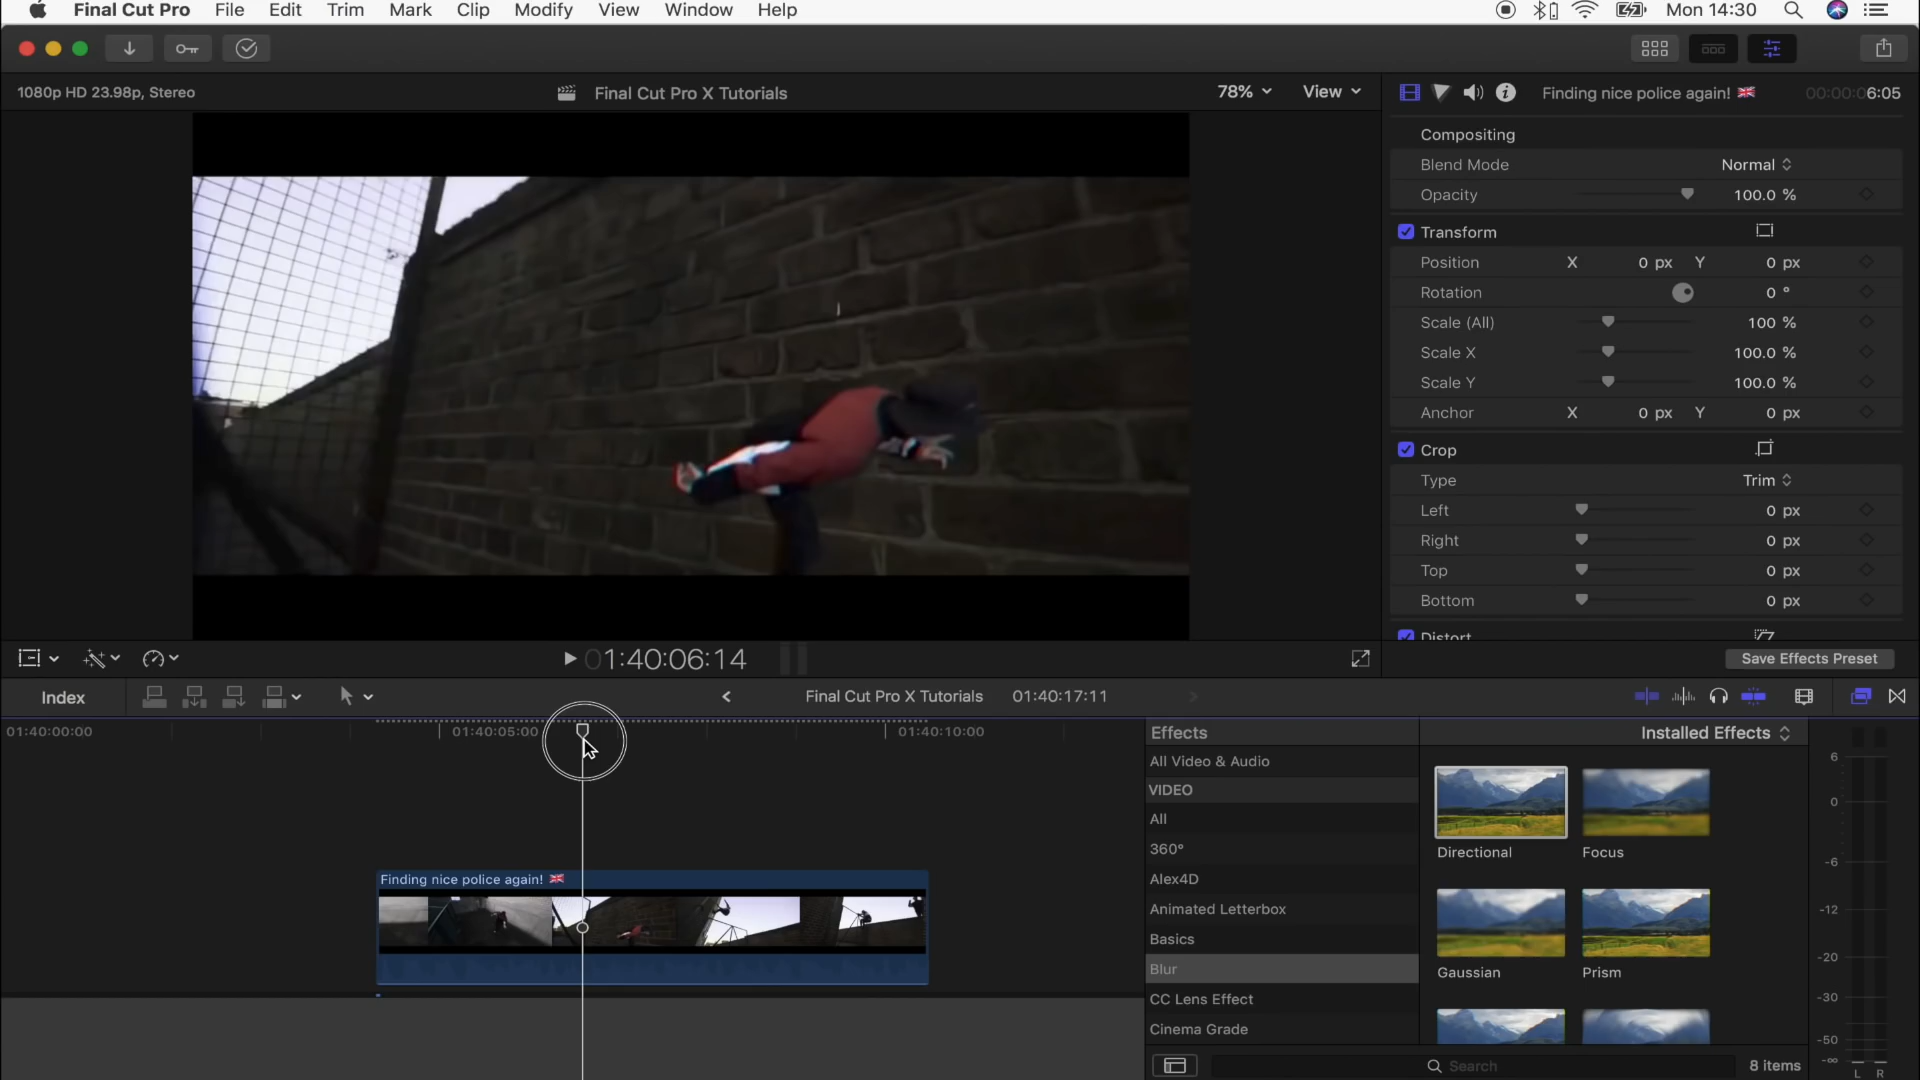 Final Cut Pro File Edit Trim Mark Clip Modify View Window Help Mon 14:30
1080p HD 23.98p, Stereo
Final Cut Pro X Tutorials
78% View
Finding nice police again! 🇬🇧 00:00:06:05
Compositing
Blend Mode Normal
Opacity 100.0 %
Transform
Position X 0 px Y 0 px
Rotation 0 °
Scale (All) 100 %
Scale X 100.0 %
Scale Y 100.0 %
Anchor X 0 px Y 0 px
Crop
Type Trim
Left 0 px
Right 0 px
Top 0 px
Bottom 0 px
Distort
01:40:06:14
Save Effects Preset
Index
Final Cut Pro X Tutorials 01:40:17:11
01:40:00:00 01:40:05:00 01:40:10:00
Finding nice police again! 🇬🇧
Effects
Installed Effects
All Video & Audio
VIDEO
All
360°
Alex4D
Animated Letterbox
Basics
Blur
CC Lens Effect
Cinema Grade
Directional Focus
Gaussian Prism
Search
8 items
6
0
-6
-12
-20
-30
-50
-∞
L R